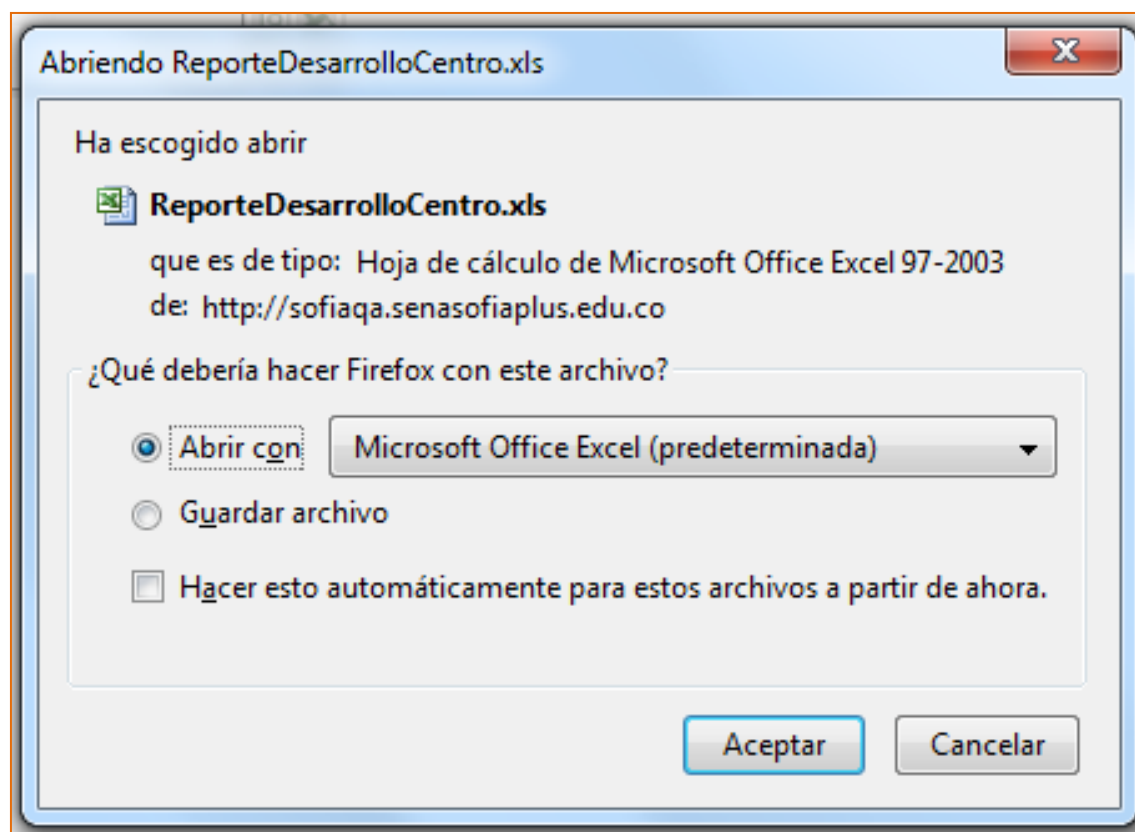 Abriendo ReporteDesarrolloCentro.xls
Ha escogido abrir
ReporteDesarrolloCentro.xls
que es de tipo: Hoja de cálculo de Microsoft Office Excel 97-2003
de: http://sofiaqa.senasofiaplus.edu.co
¿Qué debería hacer Firefox con este archivo?
Abrir con Microsoft Office Excel (predeterminada)
Guardar archivo
Hacer esto automáticamente para estos archivos a partir de ahora.
Aceptar Cancelar